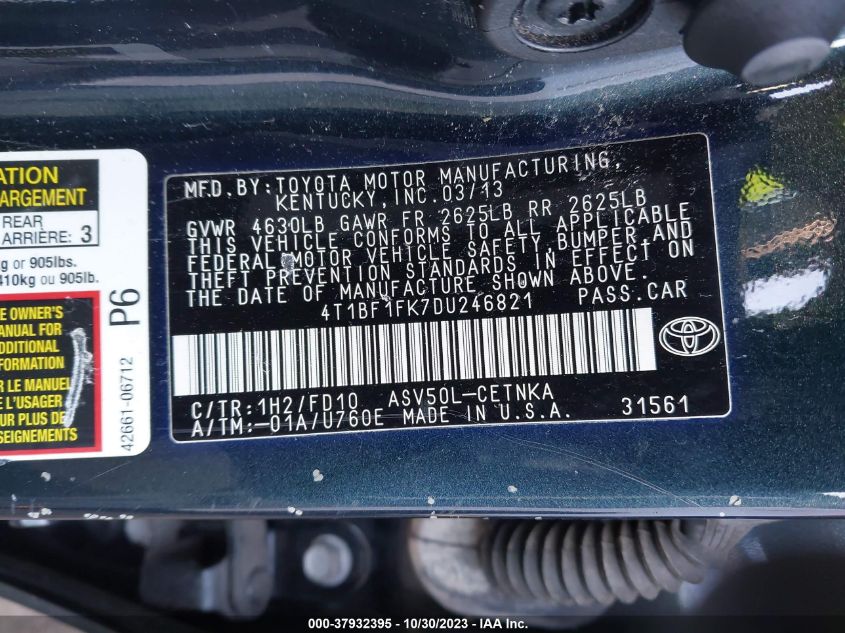 ATION
CHARGEMENT
REAR
ARRIÈRE: 3
g or 905lbs.
410kg ou 905lb.
E OWNER'S
MANUAL FOR
ADDITIONAL
FORMATION
R LE MANUEL
E L'USAGER
UR PLUS DE
SEIGNEMENTS
P6
42661-06712
MFD. BY: TOYOTA MOTOR MANUFACTURING,
KENTUCKY, INC. 03/13
GVWR 4630LB GAWR FR 2625LB RR 2625LB
THIS VEHICLE CONFORMS TO ALL APPLICABLE
FEDERAL MOTOR VEHICLE SAFETY, BUMPER, AND
THEFT PREVENTION STANDARDS IN EFFECT ON
THE DATE OF MANUFACTURE SHOWN ABOVE.
4T1BF1FK7DU246821 PASS.CAR
C/TR:1H2/FD10 ASV50L-CETNKA
A/TM:-01A/U760E MADE IN U.S.A. 31561
000-37932395 - 10/30/2023 - IAA Inc.